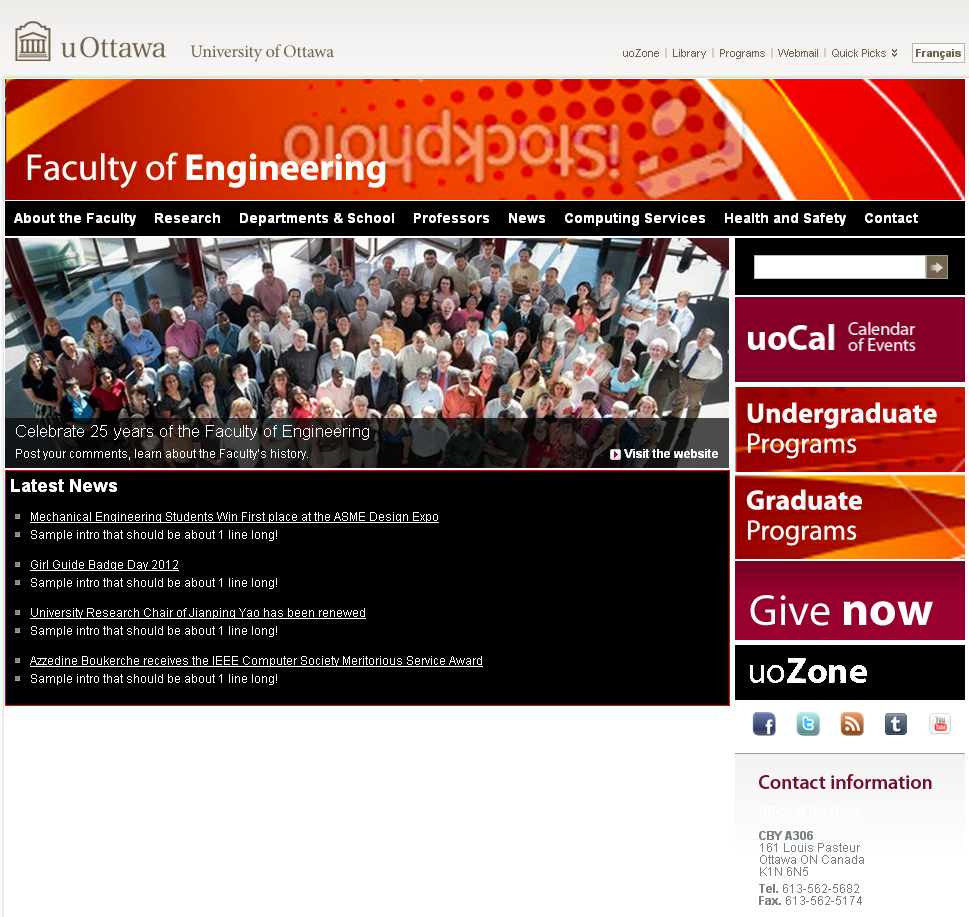 uOttawa University of Ottawa
uoZone | Library | Programs | Webmail | Quick Picks Français
iStockphoto
Faculty of Engineering
About the Faculty Research Departments & School Professors News Computing Services Health and Safety Contact
Celebrate 25 years of the Faculty of Engineering
Post your comments, learn about the Faculty's history.
Visit the website
Latest News
Mechanical Engineering Students Win First place at the ASME Design Expo
Sample intro that should be about 1 line long!
Girl Guide Badge Day 2012
Sample intro that should be about 1 line long!
University Research Chair of Jianping Yao has been renewed
Sample intro that should be about 1 line long!
Azzedine Boukerche receives the IEEE Computer Society Meritorious Service Award
Sample intro that should be about 1 line long!
uoCal Calendar
of Events
Undergraduate
Programs
Graduate
Programs
Give now
uoZone
f t t You Tube
Contact information
Office of the Dean
CBY A306
161 Louis Pasteur
Ottawa ON Canada
K1N 6N5
Tel. 613-562-5682
Fax. 613-562-5174